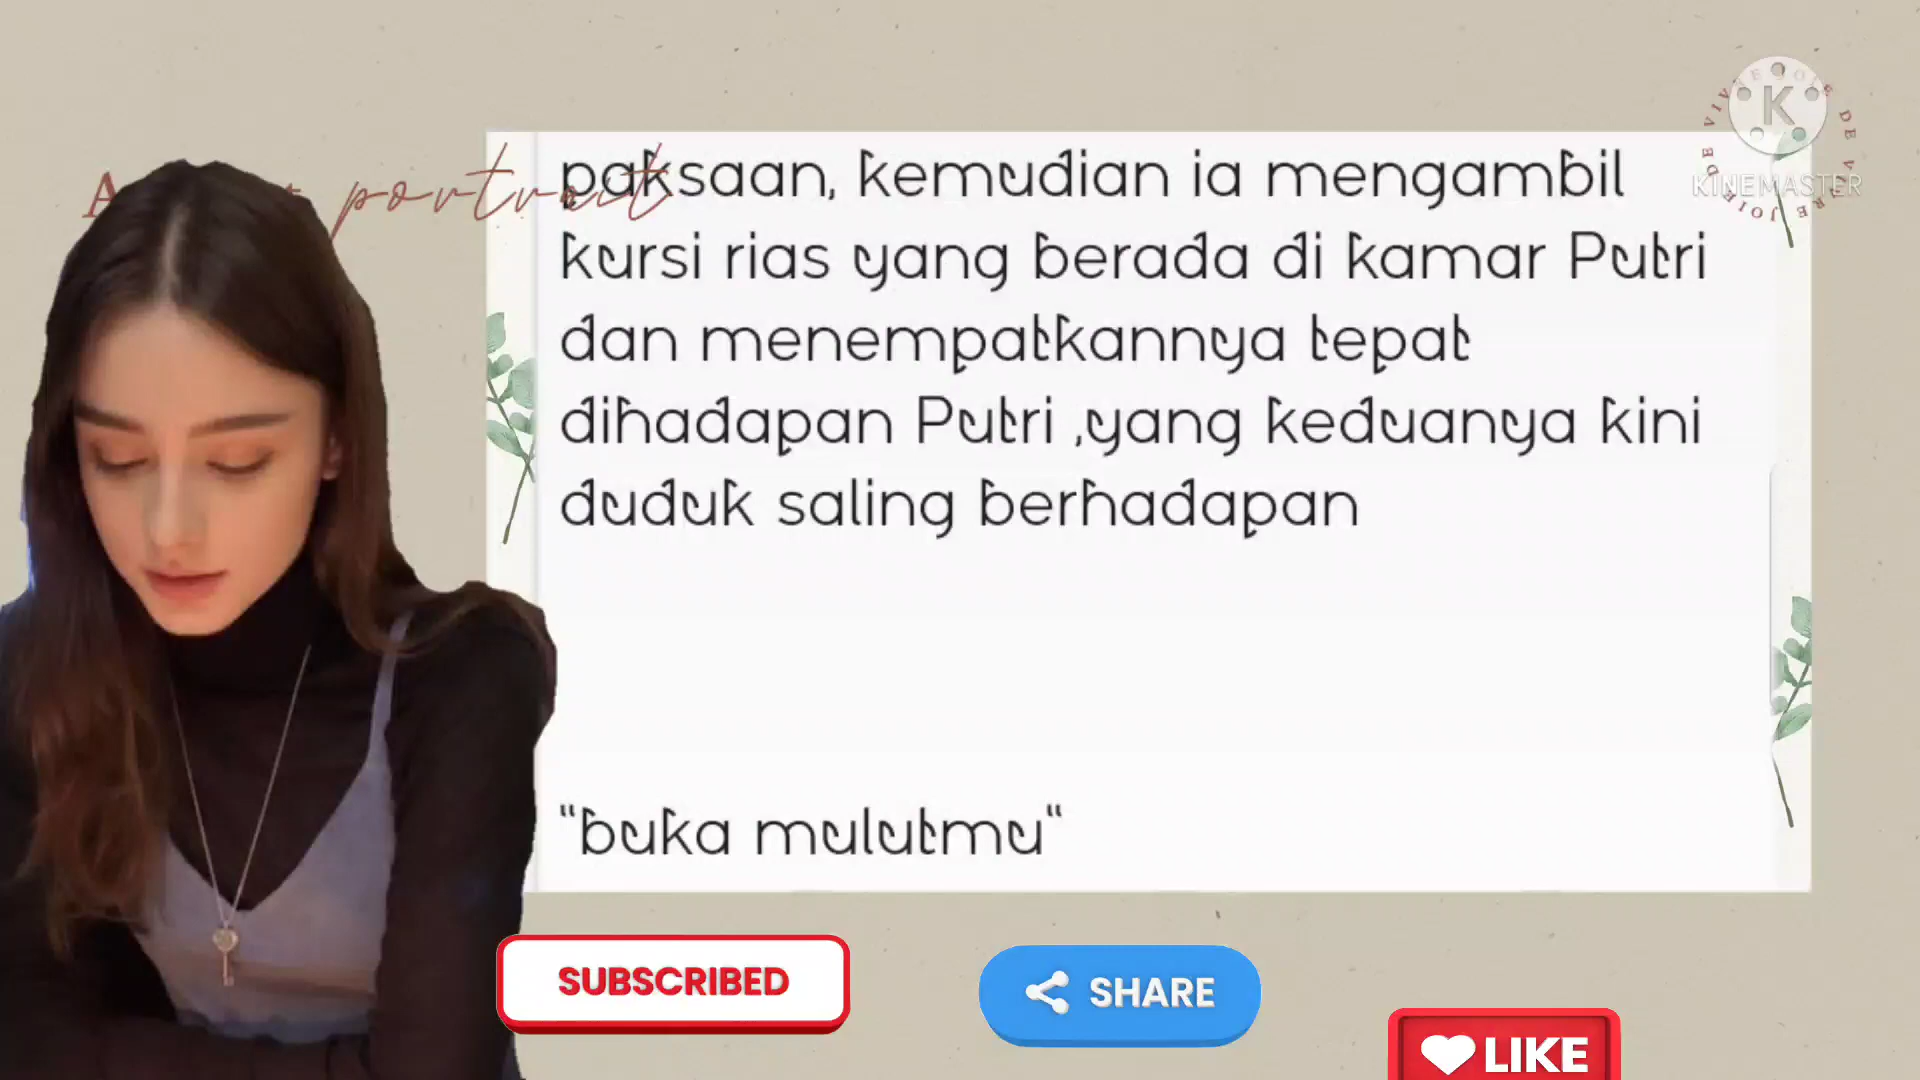 portrait
paksaan, kemudian ia mengambil
kursi rias yang berada di kamar Putri
dan menempatkannya tepat
dihadapan Putri ,yang keduanya kini
duduk saling berhadapan
"buka mulutmu"
K
KINEMASTER
SUBSCRIBED
SHARE
LIKE